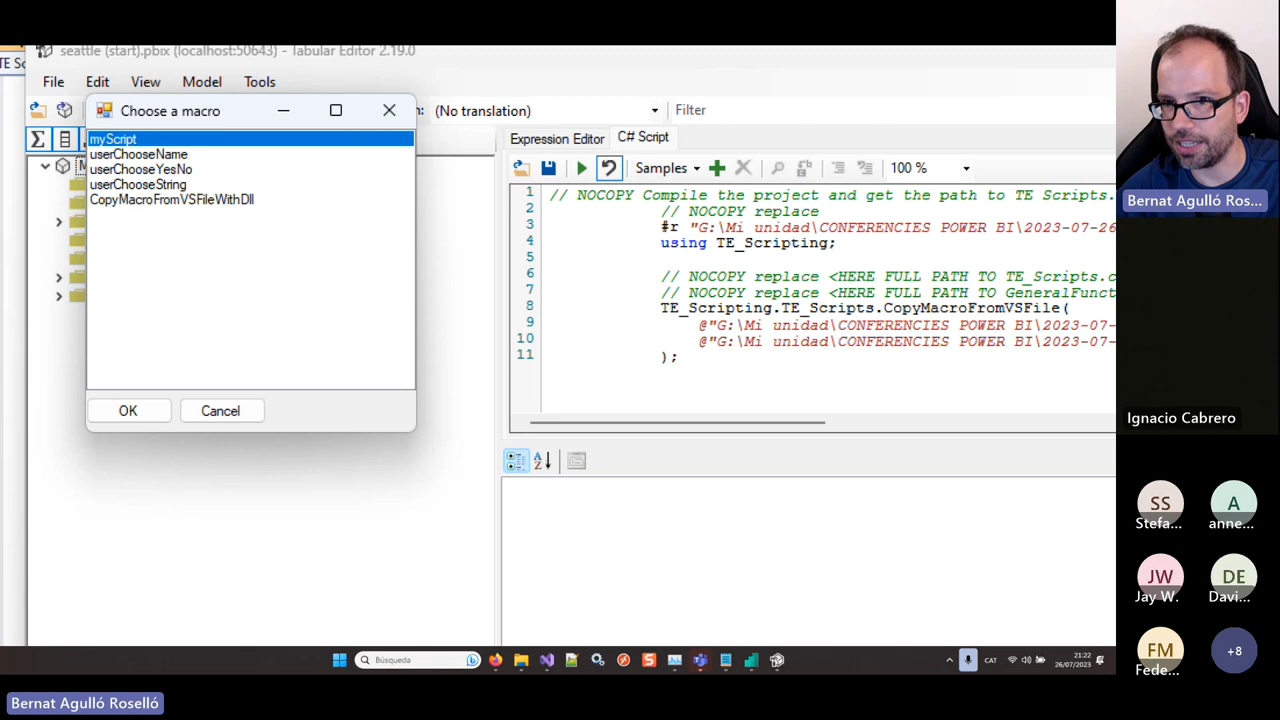 seattle (start).pbix (localhost:50643) - Tabular Editor 2.19.0
TE Sc
File Edit View Model Tools
Choose a macro
(No translation)
Filter
Expression Editor C# Script
Samples
100 %
myScript
userChooseName
userChooseYesNo
userChooseString
CopyMacroFromVSFileWithDll
OK Cancel
1 // NOCOPY Compile the project and get the path to TE Scripts.
2 // NOCOPY replace
3 #r "G:\Mi unidad\CONFERENCIES POWER BI\2023-07-26
4 using TE_Scripting;
5
6 // NOCOPY replace <HERE FULL PATH TO TE_Scripts.c
7 // NOCOPY replace <HERE FULL PATH TO GeneralFunct
8 TE_Scripting.TE_Scripts.CopyMacroFromVSFile(
9 @"G:\Mi unidad\CONFERENCIES POWER BI\2023-07-
10 @"G:\Mi unidad\CONFERENCIES POWER BI\2023-07-
11 );
Búsqueda
CAT
21:22
26/07/2023
Bernat Agulló Ros...
Ignacio Cabrero
SS
Stefa...
A
anne...
JW
Jay W.
DE
Davi...
FM
Fede...
+8
Bernat Agulló Roselló